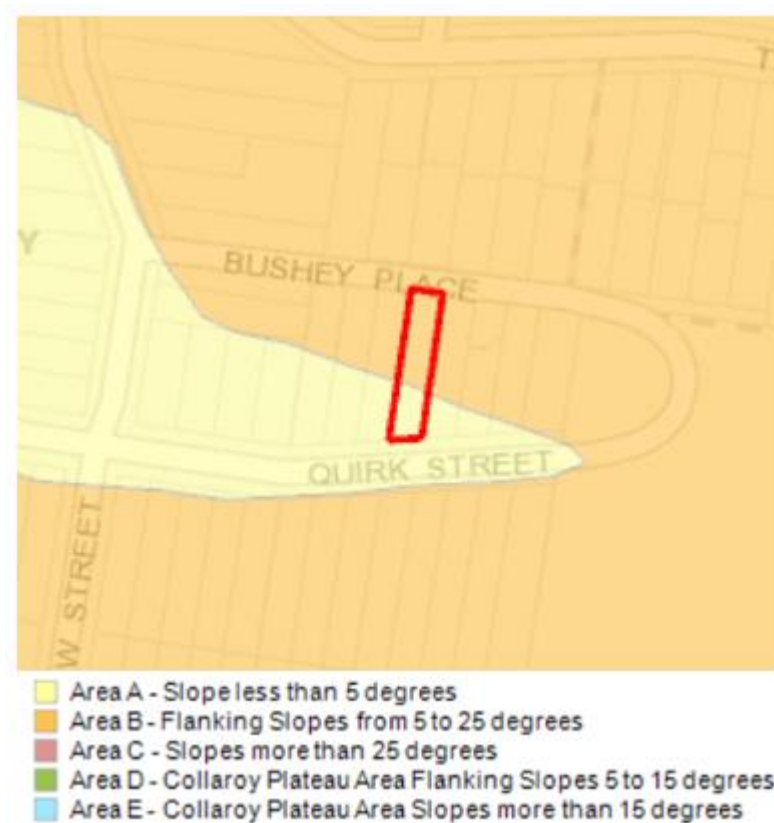 T
Y
BUSHEY PLACE
QUIRK STREET
W STREET
Area A - Slope less than 5 degrees
Area B - Flanking Slopes from 5 to 25 degrees
Area C - Slopes more than 25 degrees
Area D - Collaroy Plateau Area Flanking Slopes 5 to 15 degrees
Area E - Collaroy Plateau Area Slopes more than 15 degrees